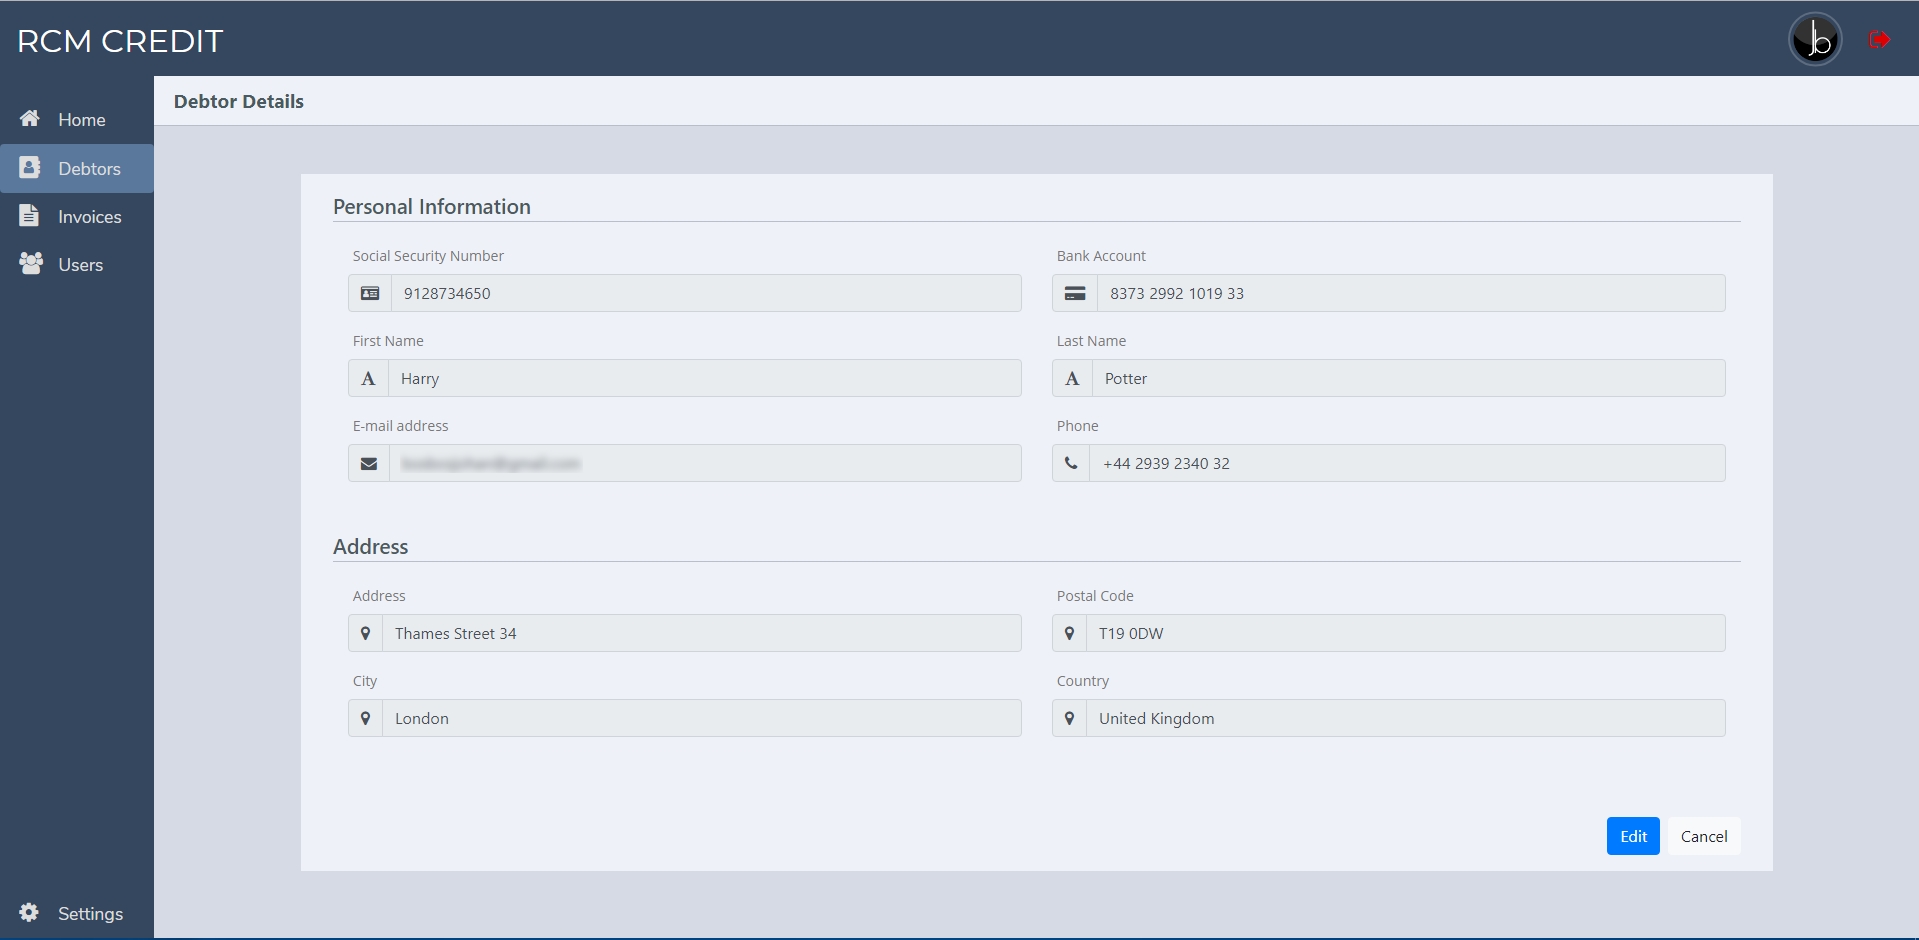 RCM CREDIT
jb
Home
Debtors
Invoices
Users
Settings
Debtor Details
Personal Information
Social Security Number
9128734650
Bank Account
8373 2992 1019 33
First Name
A Harry
Last Name
A Potter
E-mail address
Phone
+44 2939 2340 32
Address
Address
Thames Street 34
Postal Code
T19 0DW
City
London
Country
United Kingdom
Edit
Cancel